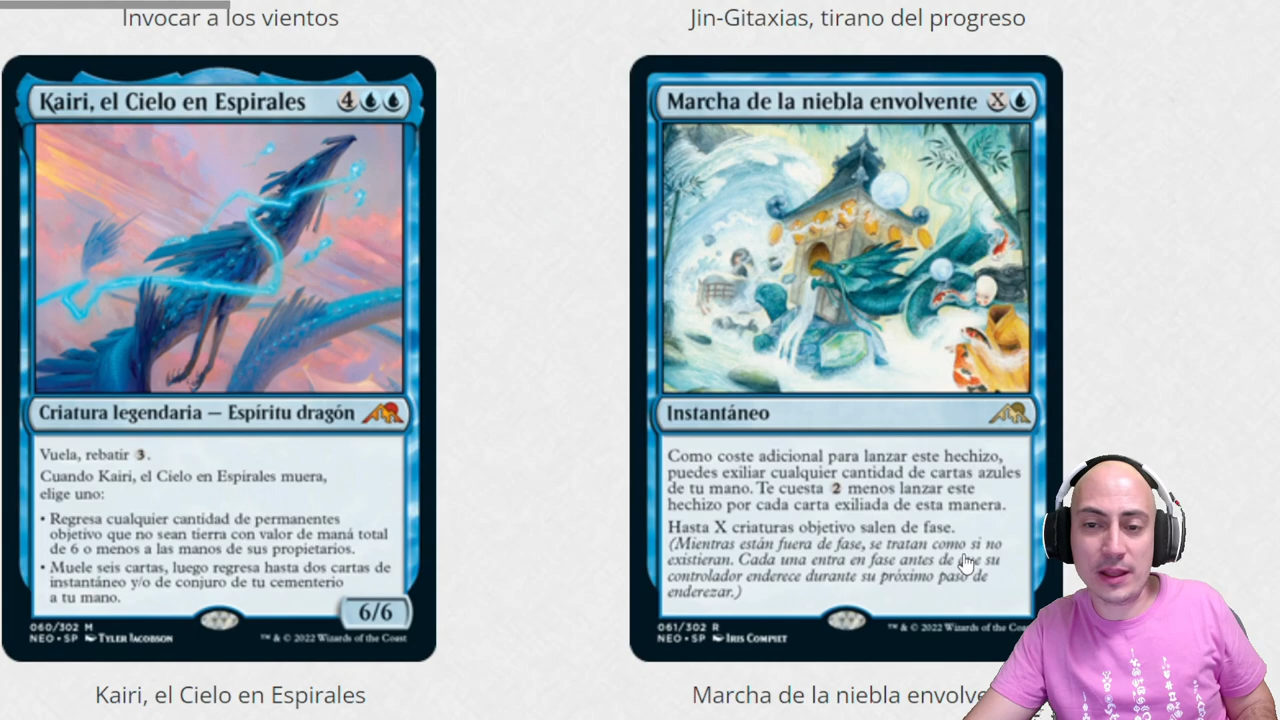 Invocar a los vientos
Jin-Gitaxias, tirano del progreso
Kairi, el Cielo en Espirales 4
Criatura legendaria — Espíritu dragón
Vuela, rebatir 3.
Cuando Kairi, el Cielo en Espirales muera,
elige uno:
• Regresa cualquier cantidad de permanentes
objetivo que no sean tierra con valor de maná total
de 6 o menos a las manos de sus propietarios.
• Muele seis cartas, luego regresa hasta dos cartas de
instantáneo y/o de conjuro de tu cementerio
a tu mano.
6/6
060/302 M
NEO • SP Tyler Jacobson
™ & © 2022 Wizards of the Coast
Kairi, el Cielo en Espirales
Marcha de la niebla envolvente X
Instantáneo
Como coste adicional para lanzar este hechizo,
puedes exiliar cualquier cantidad de cartas azules
de tu mano. Te cuesta 2 menos lanzar este
hechizo por cada carta exiliada de esta manera.
Hasta X criaturas objetivo salen de fase.
(Mientras están fuera de fase, se tratan como si no
existieran. Cada una entra en fase antes de que su
controlador enderece durante su próximo paso de
enderezar.)
061/302 R
NEO • SP Iris Compiet
™ & © 2022 Wizards of the Coa
Marcha de la niebla envolve